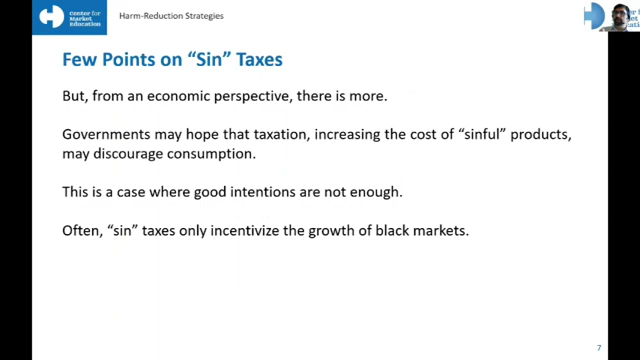 Center for
Market
Education
Harm-Reduction Strategies
Few Points on “Sin” Taxes
But, from an economic perspective, there is more.
Governments may hope that taxation, increasing the cost of “sinful” products,
may discourage consumption.
This is a case where good intentions are not enough.
Often, “sin” taxes only incentivize the growth of black markets.
7